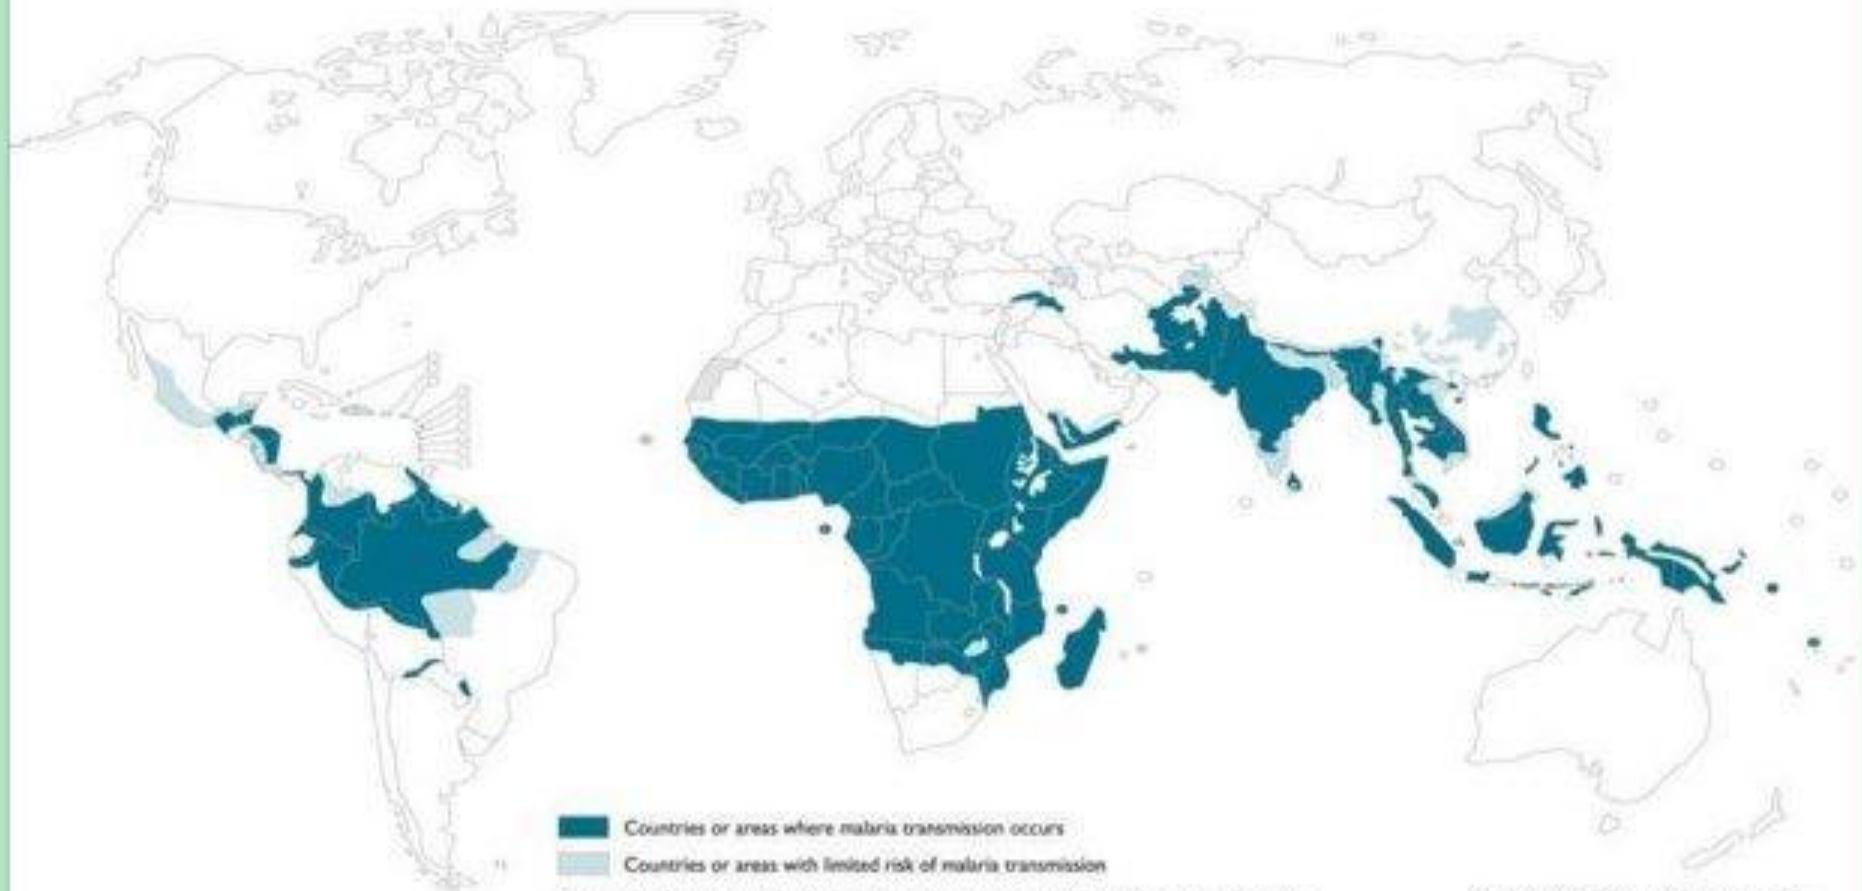 Countries or areas where malaria transmission occurs
Countries or areas with limited risk of malaria transmission